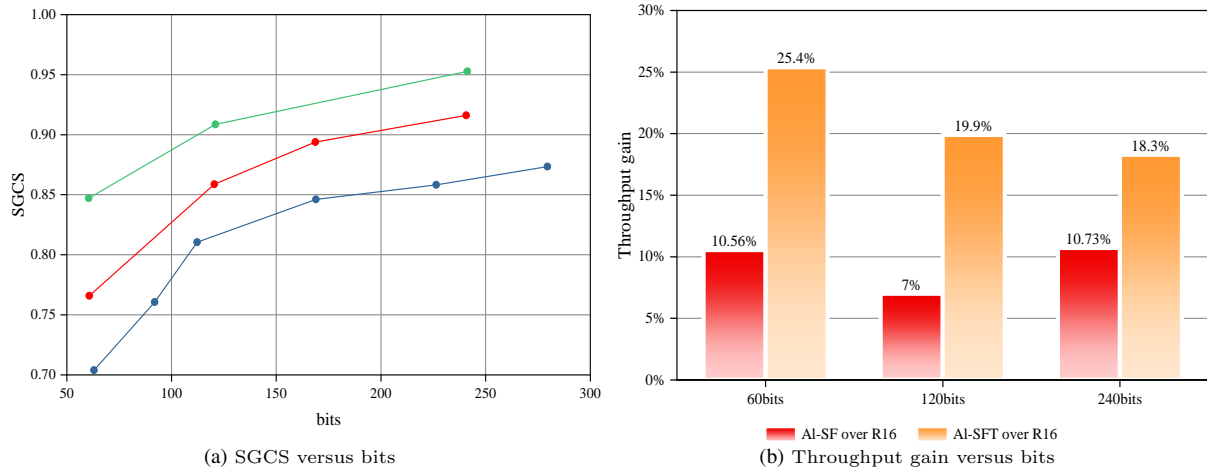 1.00
0.95
0.90
0.85
0.80
0.75
0.70
SGCS
50
100
150
200
250
300
bits
(a) SGCS versus bits
30%
25%
20%
15%
10%
5%
0%
Throughput gain
10.56%
25.4%
7%
19.9%
10.73%
18.3%
60bits
120bits
240bits
AI-SF over R16
AI-SFT over R16
(b) Throughput gain versus bits